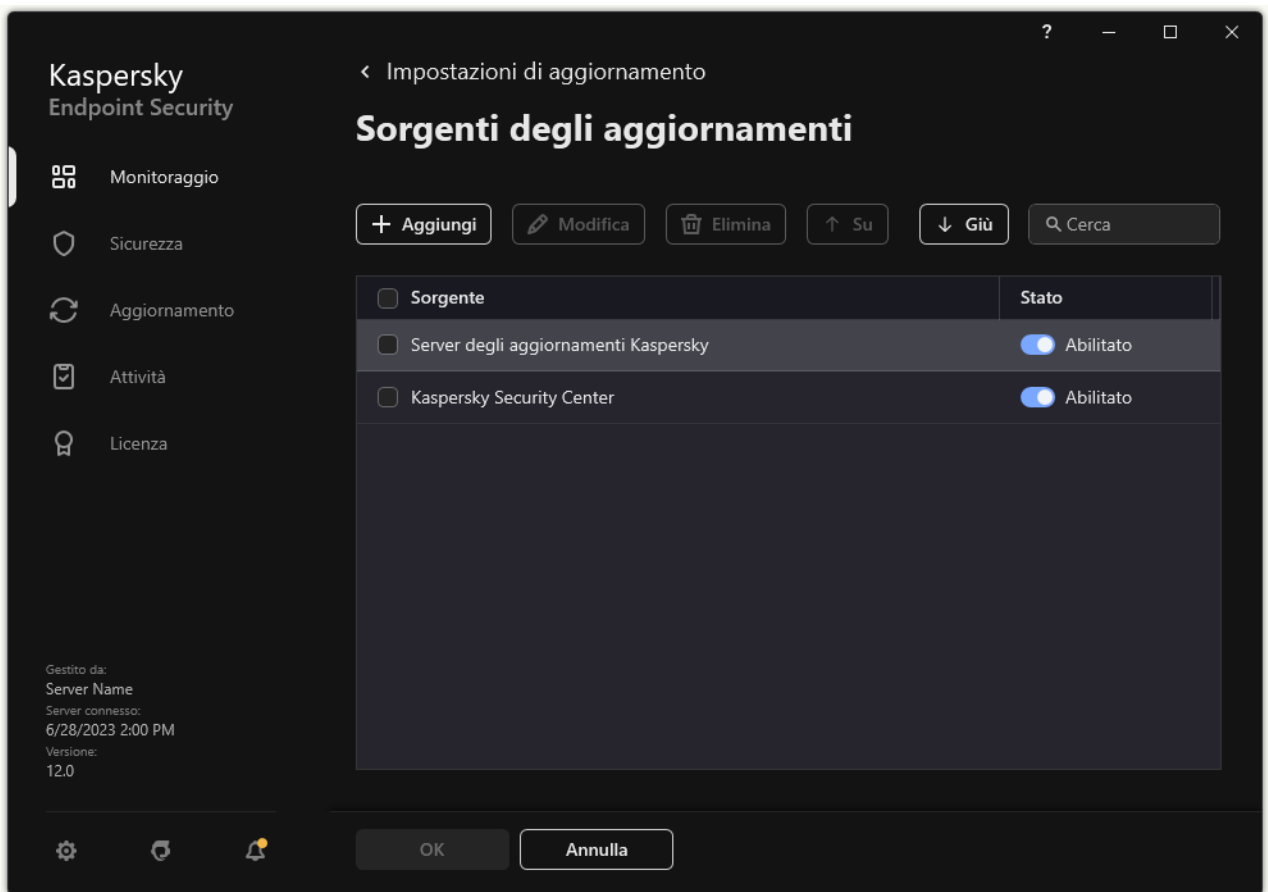 ?
Kaspersky
Endpoint Security
Impostazioni di aggiornamento
Sorgenti degli aggiornamenti
Monitoraggio
Sicurezza
Aggiornamento
Attività
Licenza
Aggiungi Modifica Elimina Su Giù Cerca
Sorgente Stato
Server degli aggiornamenti Kaspersky Abilitato
Kaspersky Security Center Abilitato
Gestito da:
Server Name
Server connesso:
6/28/2023 2:00 PM
Versione:
12.0
OK Annulla